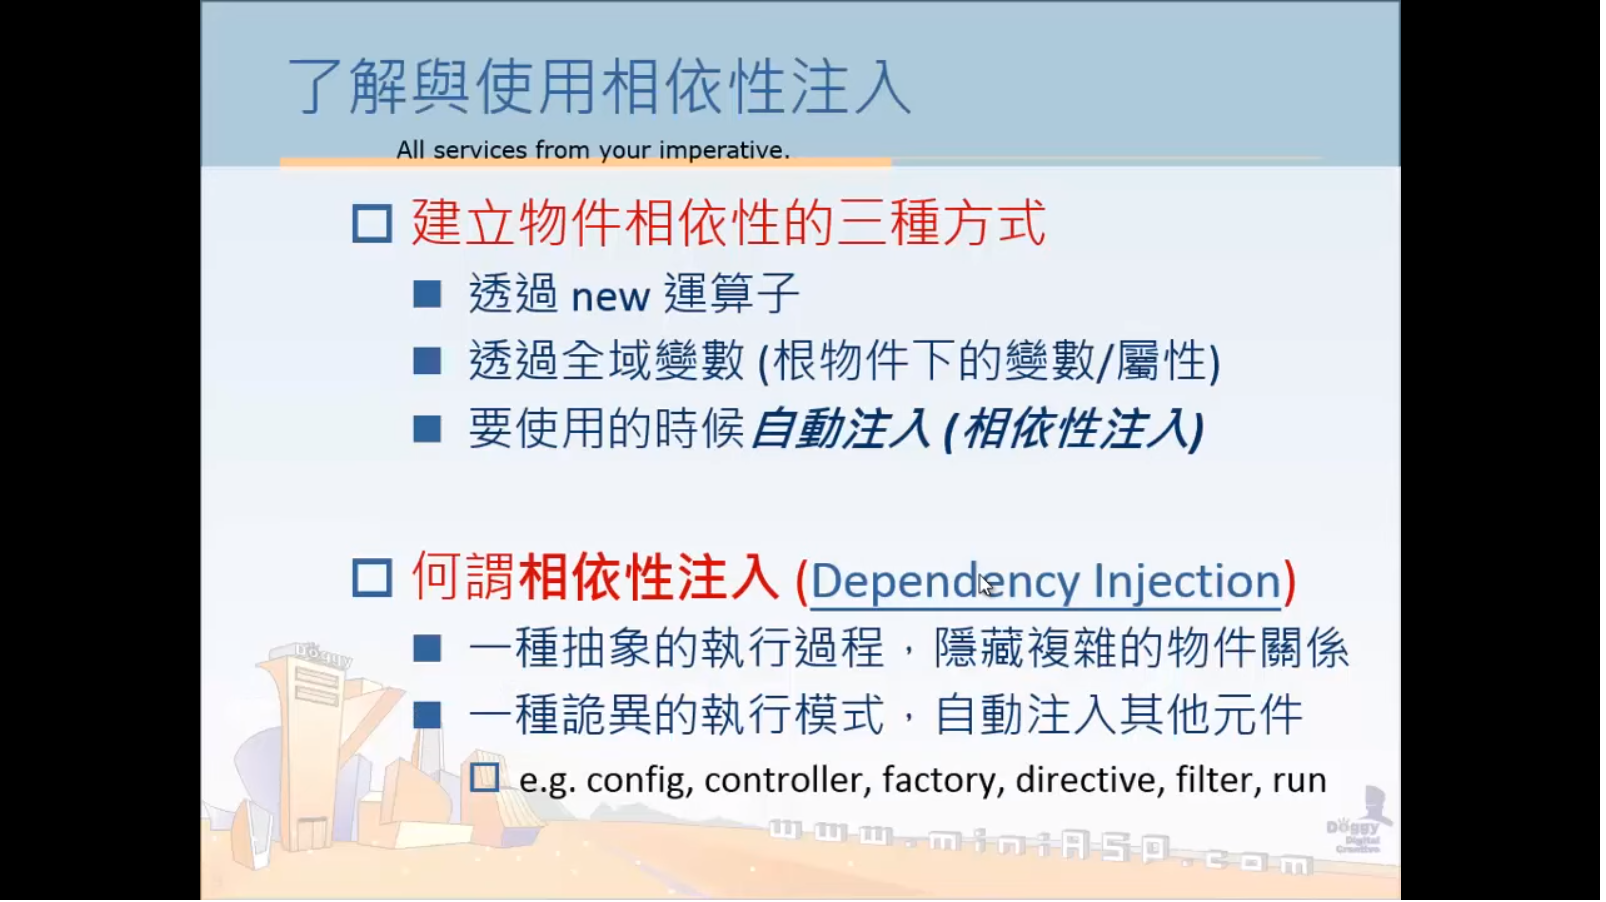 了解與使用相依性注入
All services from your imperative.
建立物件相依性的三種方式
透過 new 運算子
透過全域變數 (根物件下的變數/屬性)
要使用的時候自動注入 (相依性注入)
何謂相依性注入 (Dependency Injection)
一種抽象的執行過程，隱藏複雜的物件關係
一種詭異的執行模式，自動注入其他元件
e.g. config, controller, factory, directive, filter, run
Doggy
www.miniASP.com
Doggy
Digital
Creative